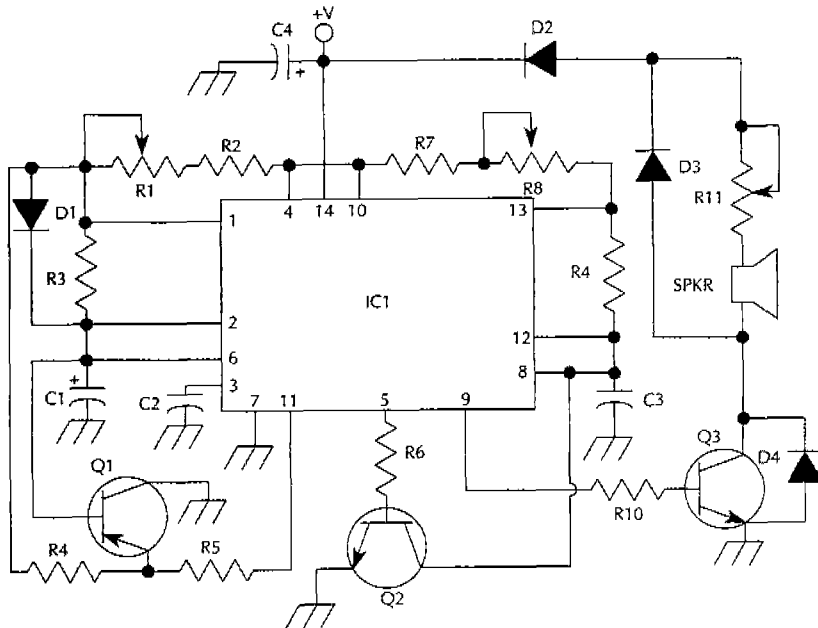 +V
C4
+
D2
R1
R2
R7
R8
D3
R11
D1
4
14
10
13
1
R3
R4
SPKR
IC1
2
12
6
8
+
C1
3
C2
7
11
5
9
C3
R6
Q1
Q3
D4
R10
R4
R5
Q2